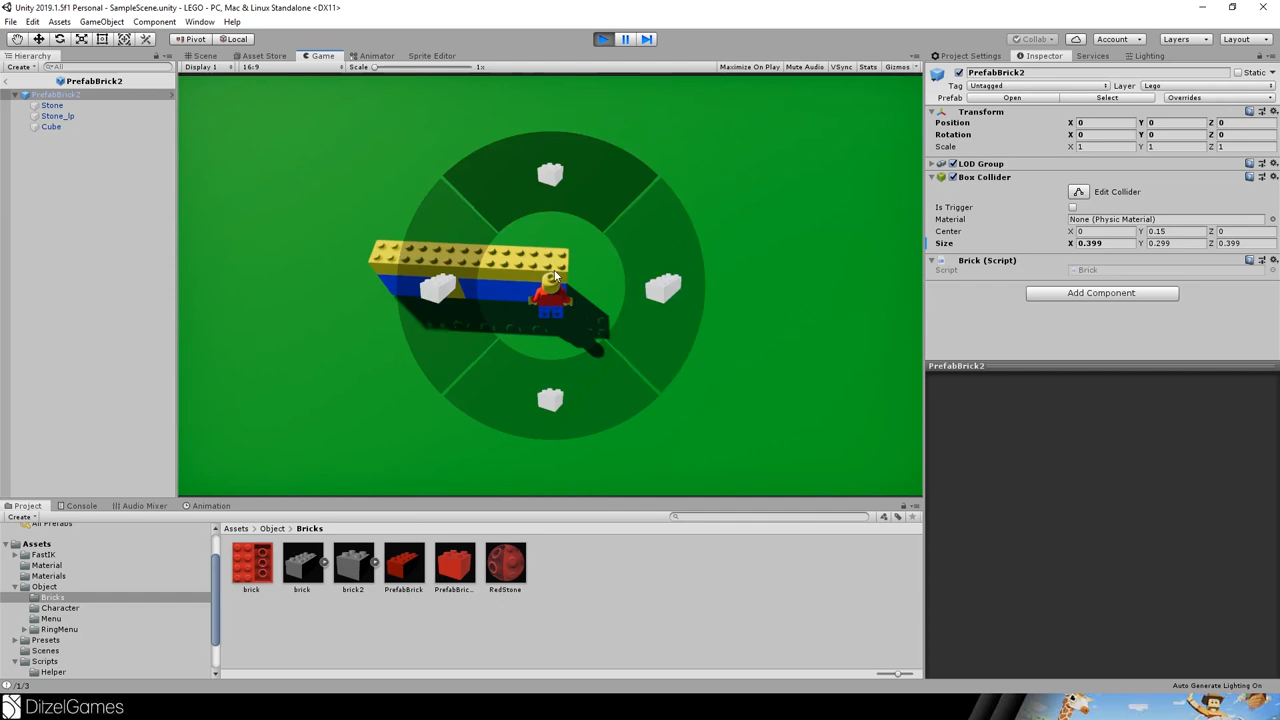 Unity 2019.1.5f1 Personal - SampleScene.unity - LEGO - PC, Mac & Linux Standalone <DX11>
File Edit Assets GameObject Component Window Help
Pivot Local Collab Account Layers Layout
Hierarchy Scene Asset Store Game Animator Sprite Editor Project Settings Inspector Services Lighting
Create All Display 1 16:9 Scale 1x Maximize On Play Mute Audio VSync Stats Gizmos
PrefabBrick2
PrefabBrick2
Stone
Stone_lp
Cube
PrefabBrick2 Static
Tag Untagged Layer Lego
Prefab Open Select Overrides
Transform
Position X 0 Y 0 Z 0
Rotation X 0 Y 0 Z 0
Scale X 1 Y 1 Z 1
LOD Group
Box Collider
Edit Collider
Is Trigger
Material None (Physic Material)
Center X 0 Y 0.15 Z 0
Size X 0.399 Y 0.299 Z 0.399
Brick (Script)
Script Brick
Add Component
PrefabBrick2
Project Console Audio Mixer Animation
Create
All Prefabs
Assets
FastIK
Material
Materials
Object
Bricks
Character
Menu
RingMenu
Presets
Scenes
Scripts
Helper
Assets Object Bricks
brick brick brick2 PrefabBrick PrefabBric... RedStone
/1/3
Auto Generate Lighting On
DitzelGames